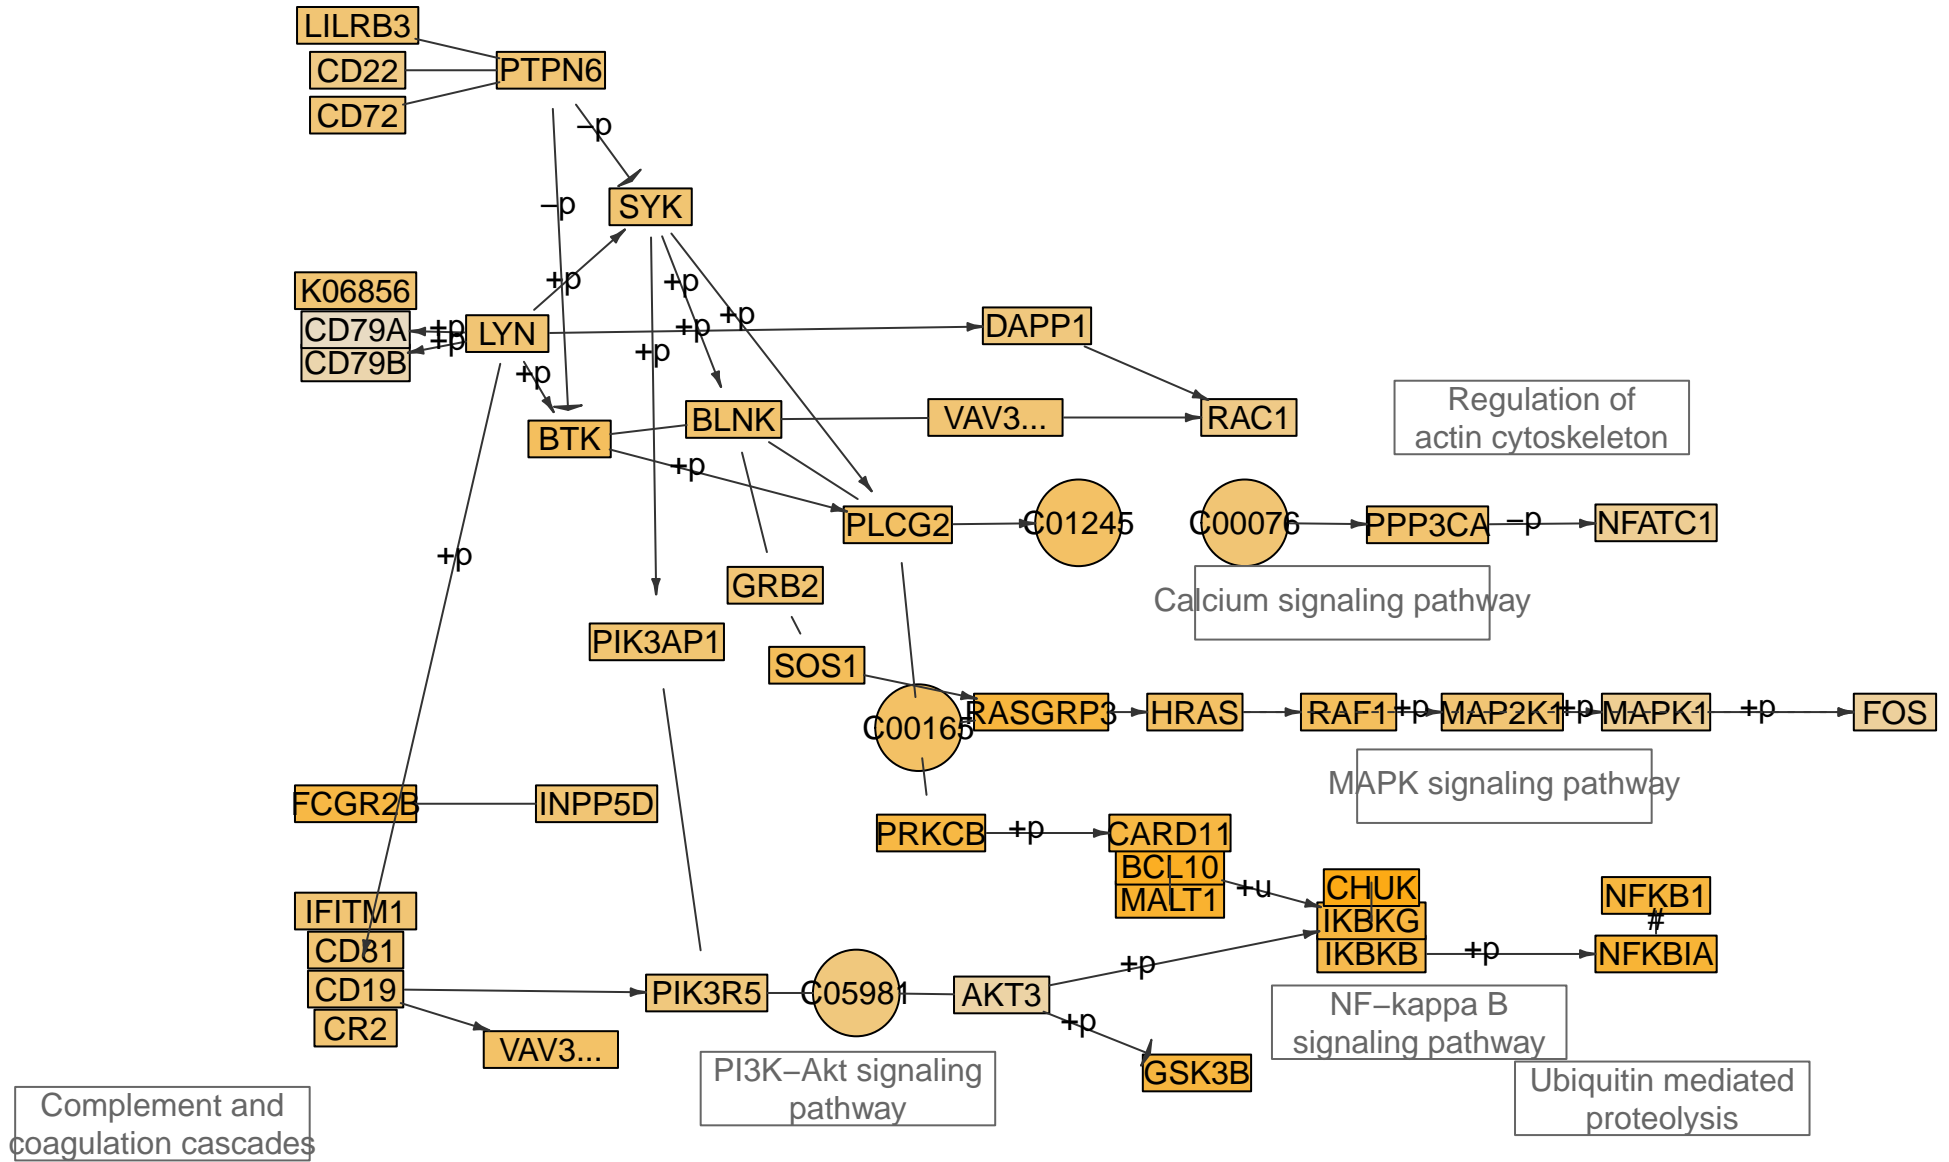 LILRB3
CD22
PTPN6
CD72
–p
SYK
–p
+p
+p
K06856
CD79A
+p
+p
CD79B
LYN
+p
+p
+p
DAPP1
+p
BTK
BLNK
VAV3...
RAC1
Regulation of
actin cytoskeleton
+p
PLCG2
C01245
C00076
PPP3CA
–p
NFATC1
+p
GRB2
Calcium signaling pathway
PIK3AP1
SOS1
C00165
RASGRP3
HRAS
RAF1
+p
MAP2K1
+p
MAPK1
+p
FOS
MAPK signaling pathway
FCGR2B
INPP5D
PRKCB
+p
CARD11
BCL10
MALT1
+u
CHUK
IKBKG
IKBKB
+p
NFKB1
#
NFKBIA
IFITM1
CD81
CD19
CR2
VAV3...
PIK3R5
C05981
AKT3
+p
+p
GSK3B
NF–kappa B
signaling pathway
PI3K–Akt signaling
pathway
Ubiquitin mediated
proteolysis
Complement and
coagulation cascades